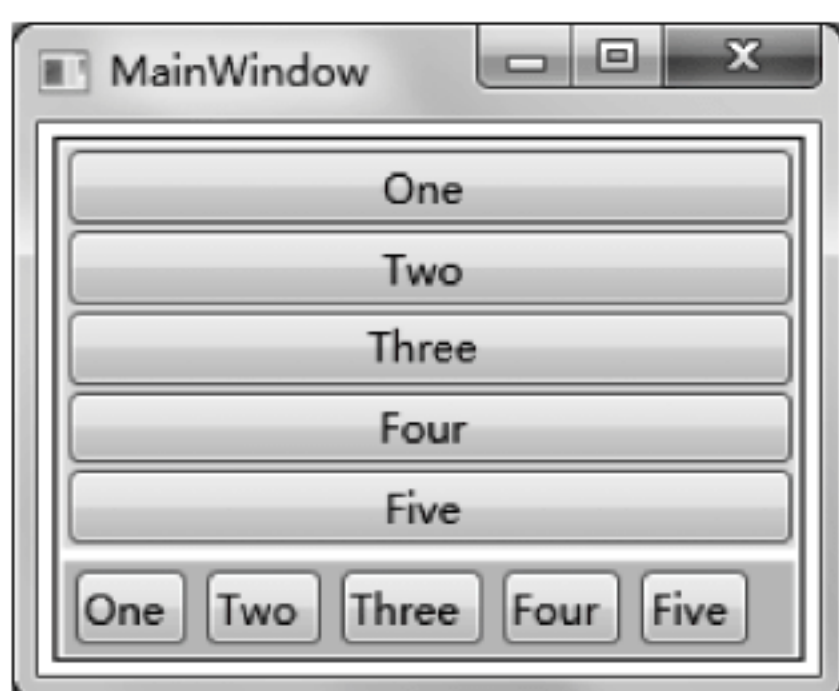 MainWindow
One
Two
Three
Four
Five
One Two Three Four Five